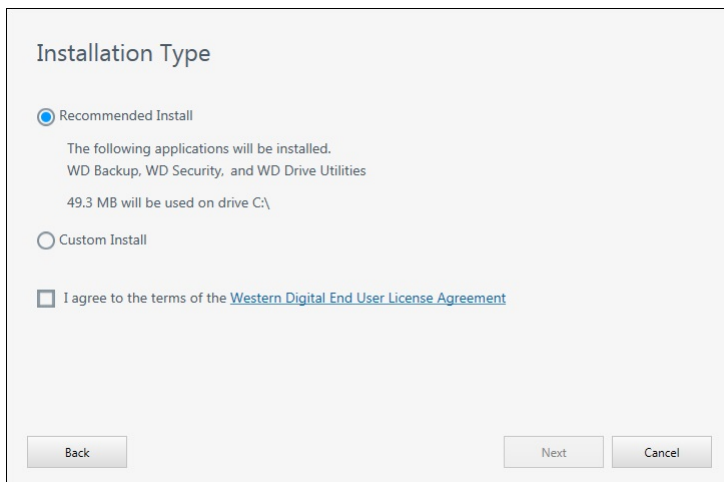 Installation Type
Recommended Install
The following applications will be installed.
WD Backup, WD Security, and WD Drive Utilities
49.3 MB will be used on drive C:\
Custom Install
I agree to the terms of the Western Digital End User License Agreement
Back Next Cancel